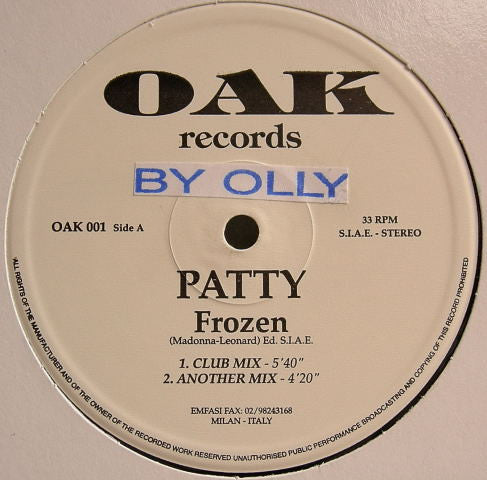 OAK
records
BY OLLY
OAK 001 Side A
33 RPM
S.I.A.E. - STEREO
PATTY
Frozen
(Madonna-Leonard) Ed. S.I.A.E.
1. CLUB MIX - 5'40"
2. ANOTHER MIX - 4'20"
EMFASI FAX: 02/98243168
MILAN - ITALY
ALL RIGHTS OF THE MANUFACTURER AND OF THE OWNER OF THE RECORDED WORK RESERVED UNAUTHORISED PUBLIC PERFORMANCE BROADCASTING AND COPYING OF THIS RECORD PROHIBITED